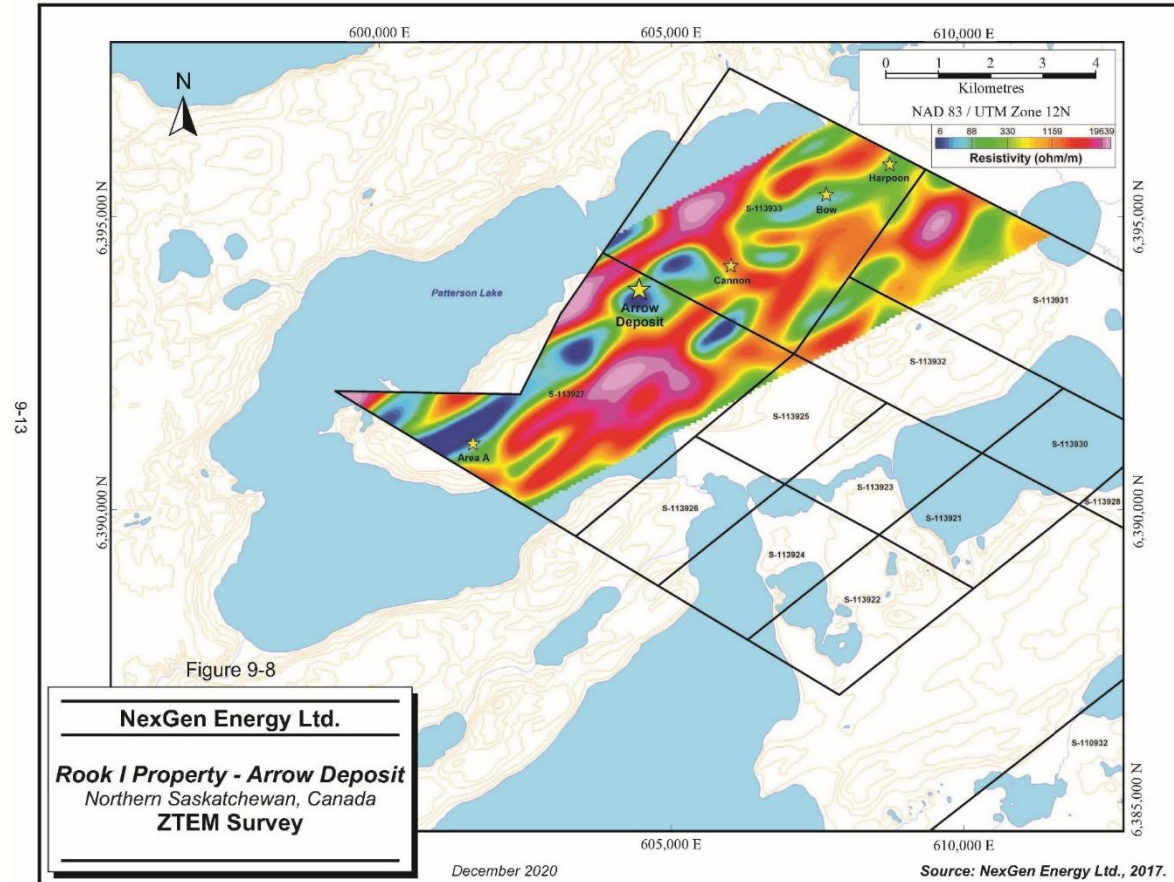 600,000 E
605,000 E
610,000 E
N
0 1 2 3 4
Kilometres
NAD 83 / UTM Zone 12N
6 88 330 1159 19639
Resistivity (ohm/m)
Harpoon
S-113933
Bow
6,395,000 N
6,395,000 N
Cannon
Patterson Lake
Arrow
Deposit
S-113931
S-113932
S-113927
9-13
S-113925
Area A
S-113930
S-113923
S-113928
6,390,000 N
S-113926
S-113921
6,390,000 N
S-113924
S-113922
Figure 9-8
NexGen Energy Ltd.
Rook I Property - Arrow Deposit
Northern Saskatchewan, Canada
ZTEM Survey
S-110932
6,385,000 N
605,000 E
610,000 E
December 2020
Source: NexGen Energy Ltd., 2017.